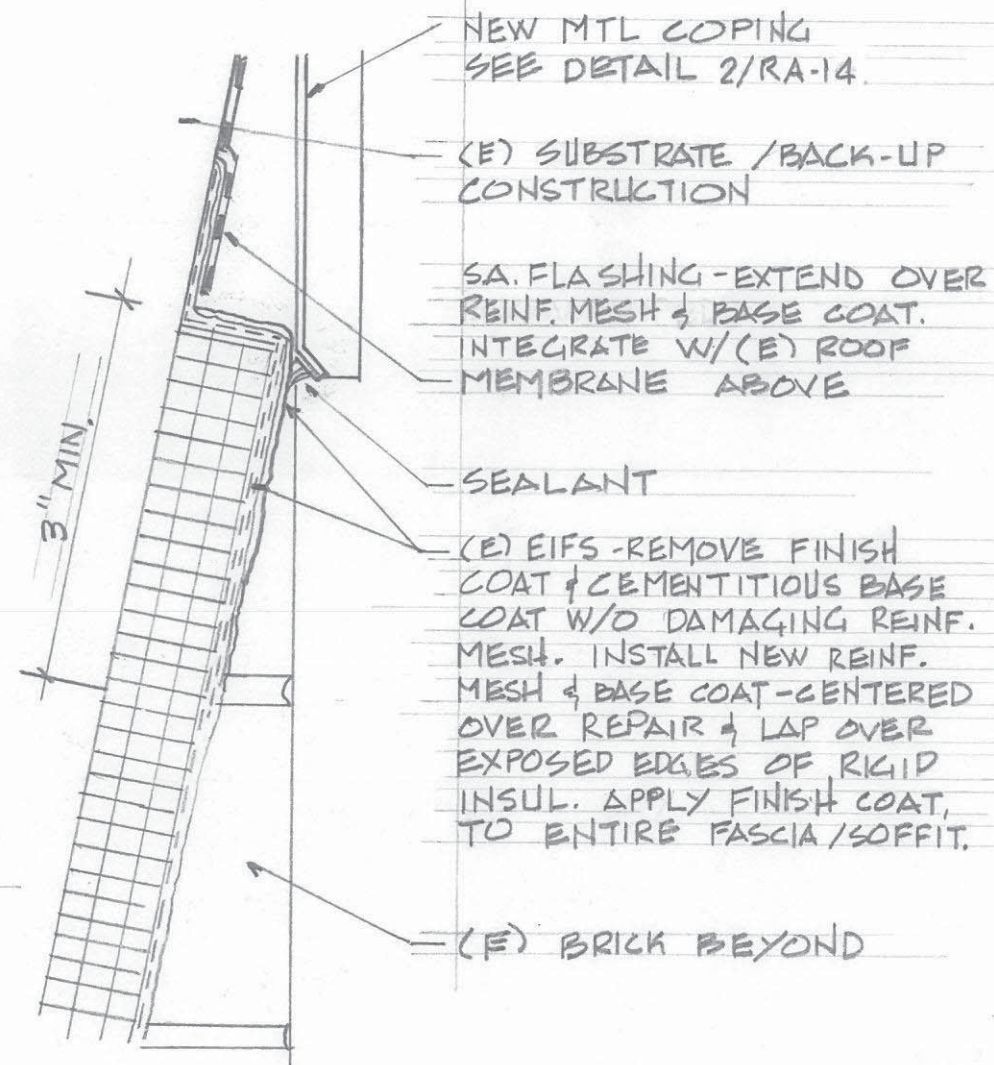 NEW MTL COPING
SEE DETAIL 2/RA-14.
(E) SUBSTRATE /BACK-UP
CONSTRUCTION
S.A. FLASHING - EXTEND OVER
REINF. MESH & BASE COAT.
INTEGRATE W/(E) ROOF
MEMBRANE ABOVE
3" MIN.
SEALANT
(E) EIFS - REMOVE FINISH
COAT & CEMENTITIOUS BASE
COAT W/O DAMAGING REINF.
MESH. INSTALL NEW REINF.
MESH & BASE COAT - CENTERED
OVER REPAIR & LAP OVER
EXPOSED EDGES OF RIGID
INSUL. APPLY FINISH COAT,
TO ENTIRE FASCIA/SOFFIT.
(E) BRICK BEYOND